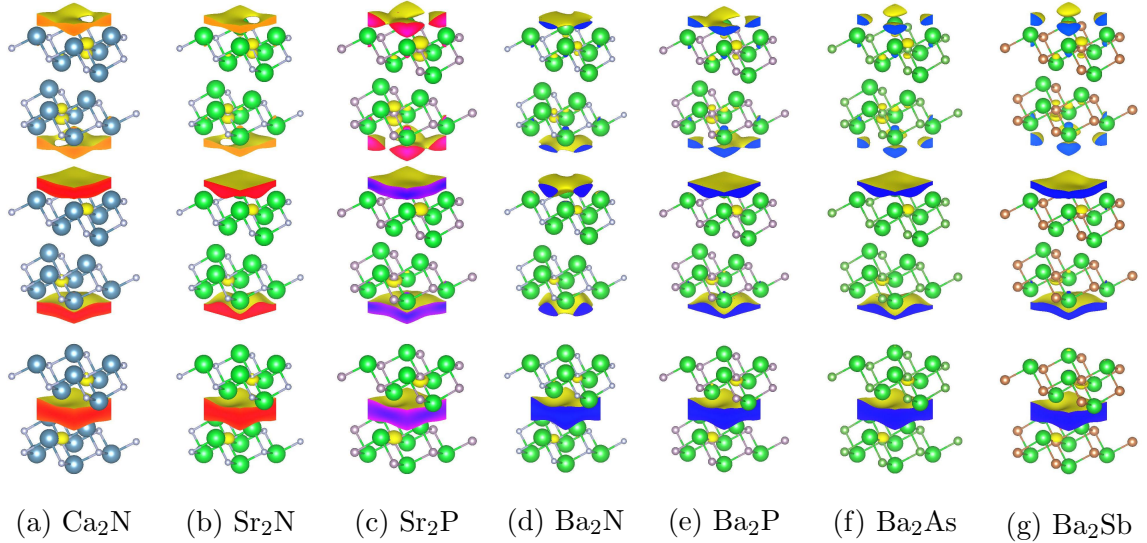 (a) Ca₂N (b) Sr₂N (c) Sr₂P (d) Ba₂N (e) Ba₂P (f) Ba₂As (g) Ba₂Sb